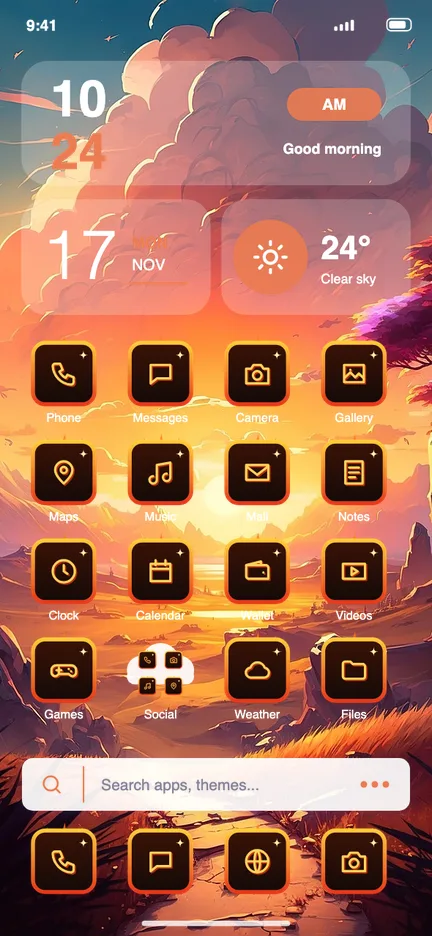 9:41
10
24
AM
Good morning
17
NOV
24°
Clear sky
Phone
Messages
Camera
Gallery
Maps
Music
Mail
Notes
Clock
Calendar
Wallet
Videos
Games
Social
Weather
Files
Search apps, themes...